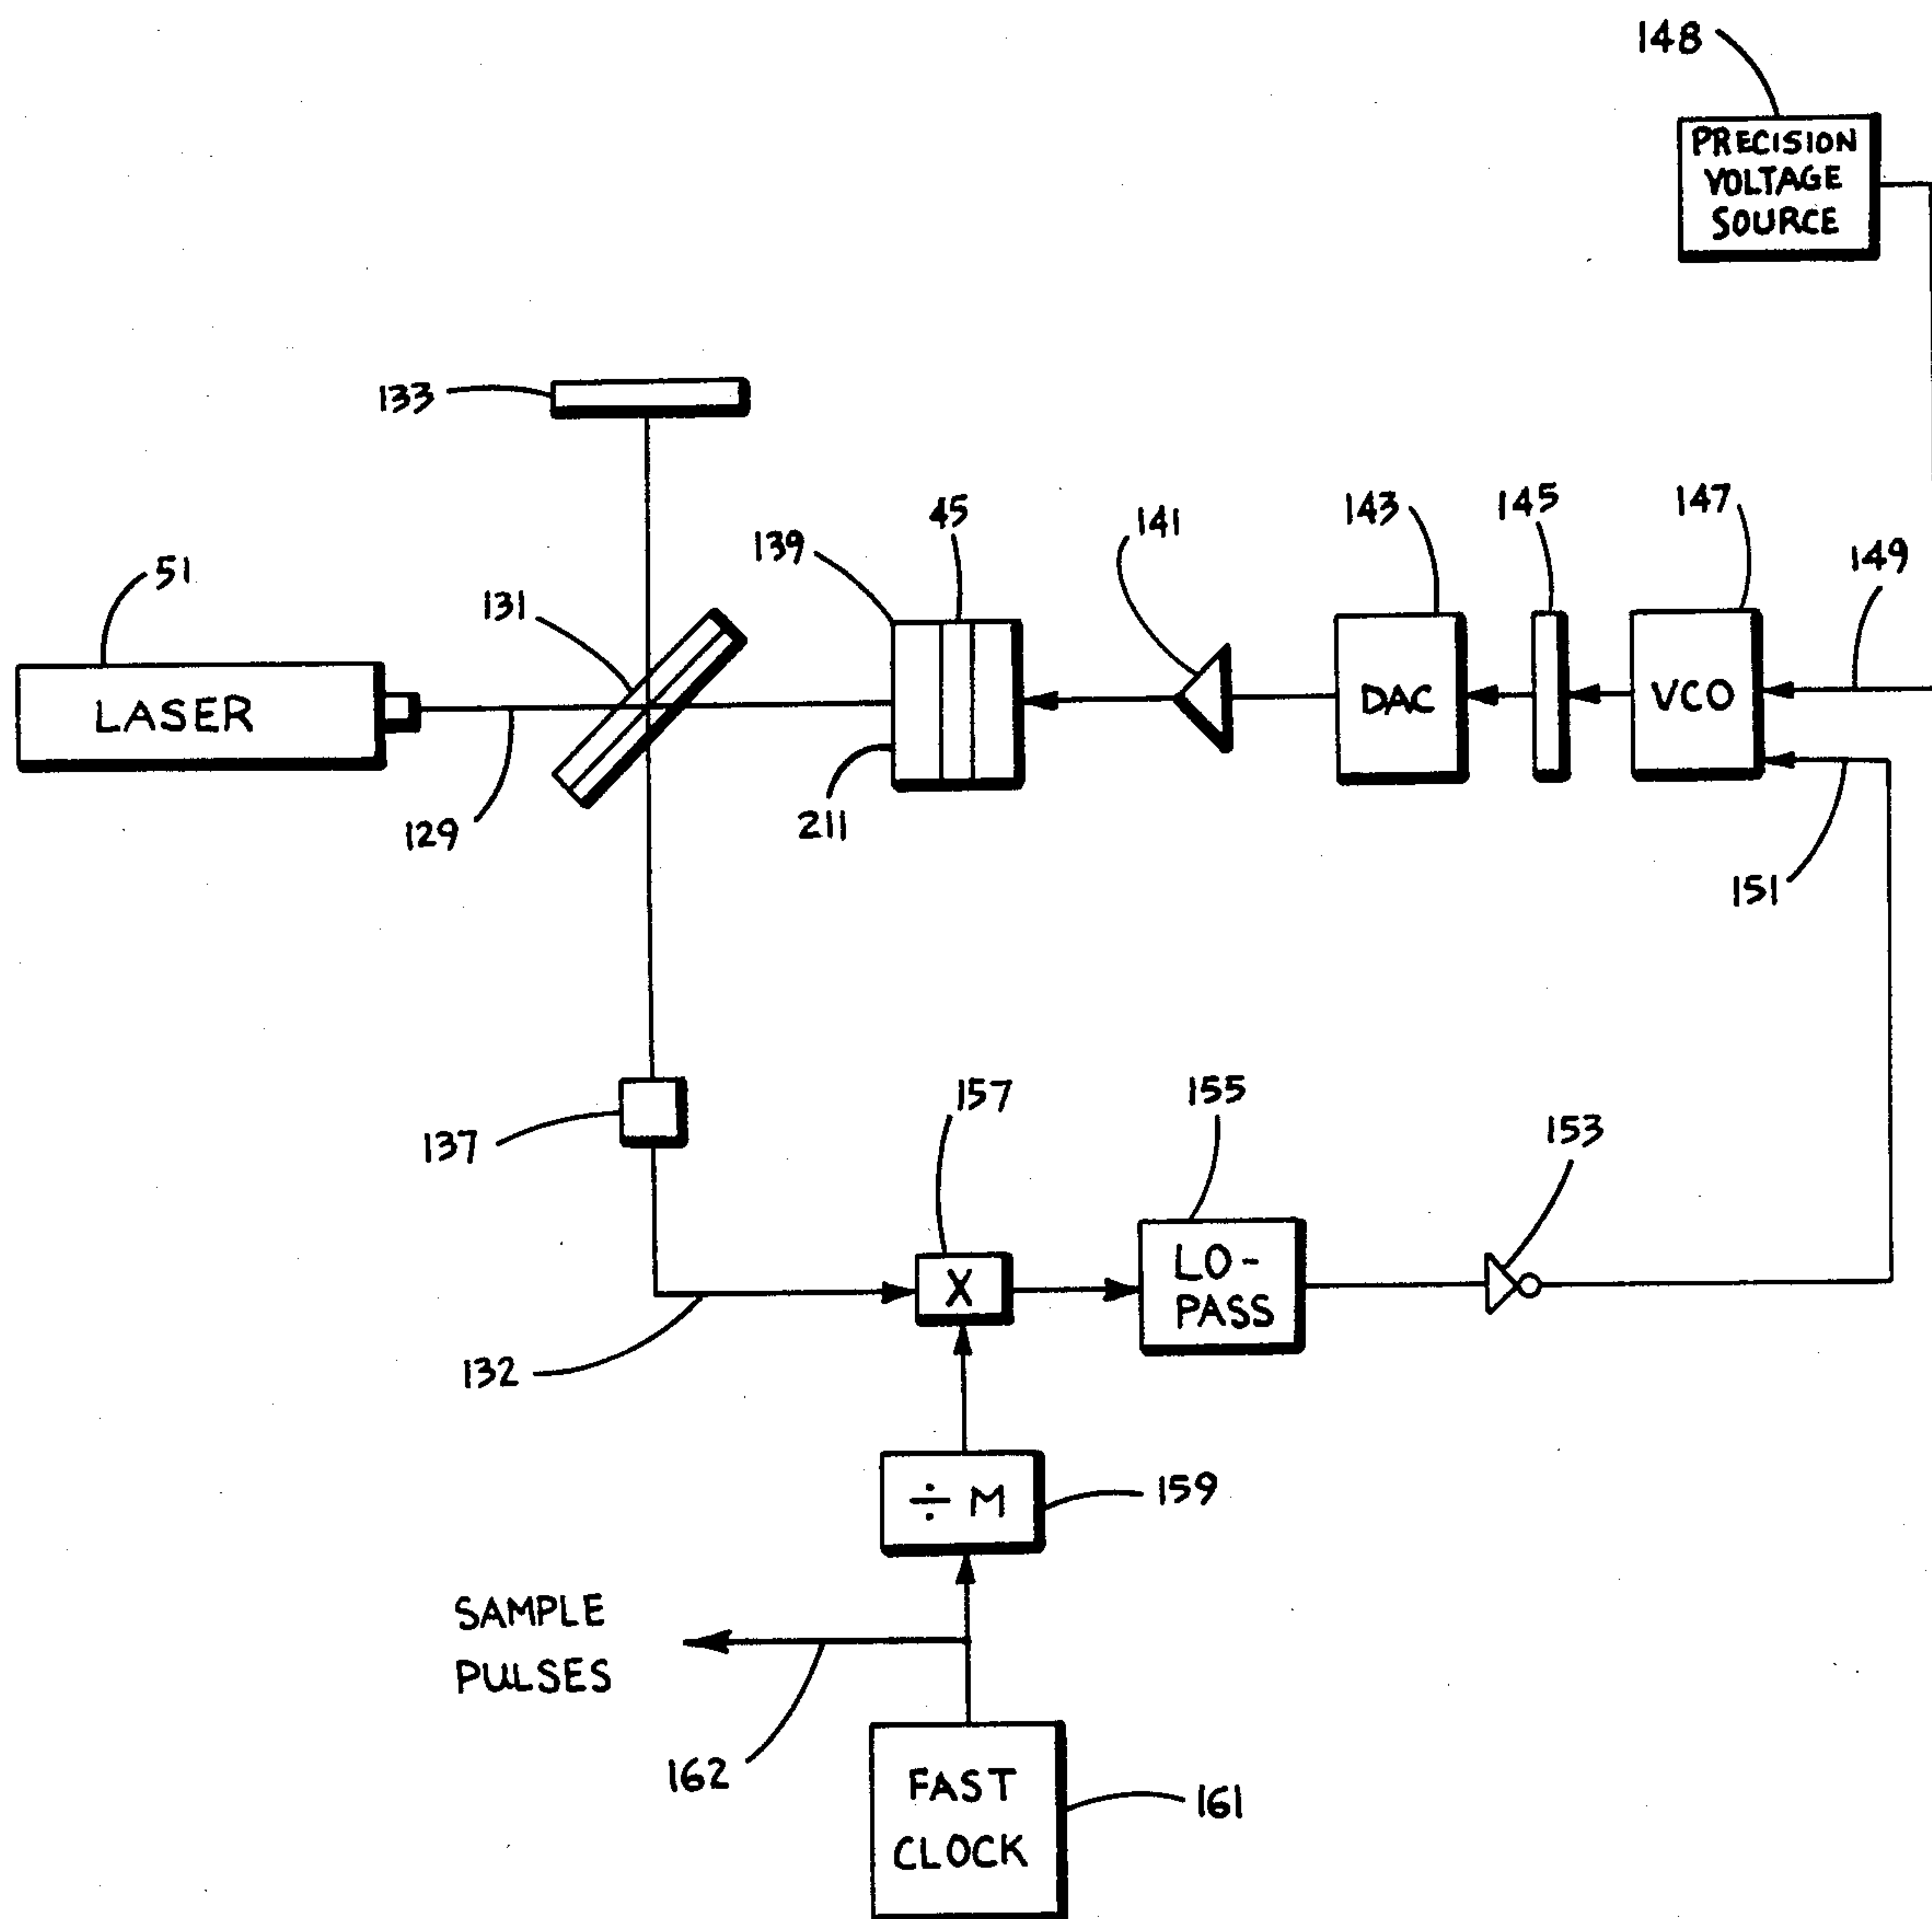 148
PRECISION
VOLTAGE
SOURCE
133
45
139
141
143
145
147
149
51
131
LASER
DAC
VCO
129
211
151
137
157
155
153
X
LO-
PASS
132
÷ M
159
SAMPLE
PULSES
162
FAST
CLOCK
161